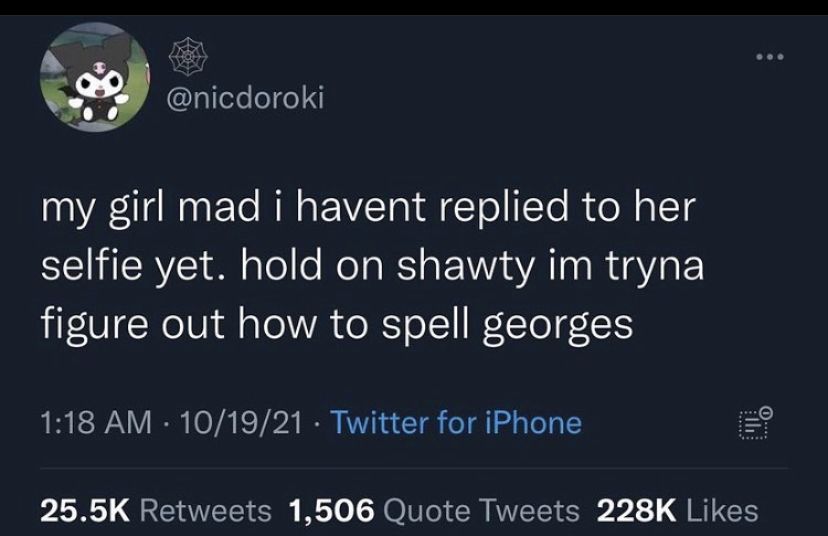 @nicdoroki
my girl mad i havent replied to her
selfie yet. hold on shawty im tryna
figure out how to spell georges
1:18 AM · 10/19/21 · Twitter for iPhone
25.5K Retweets 1,506 Quote Tweets 228K Likes